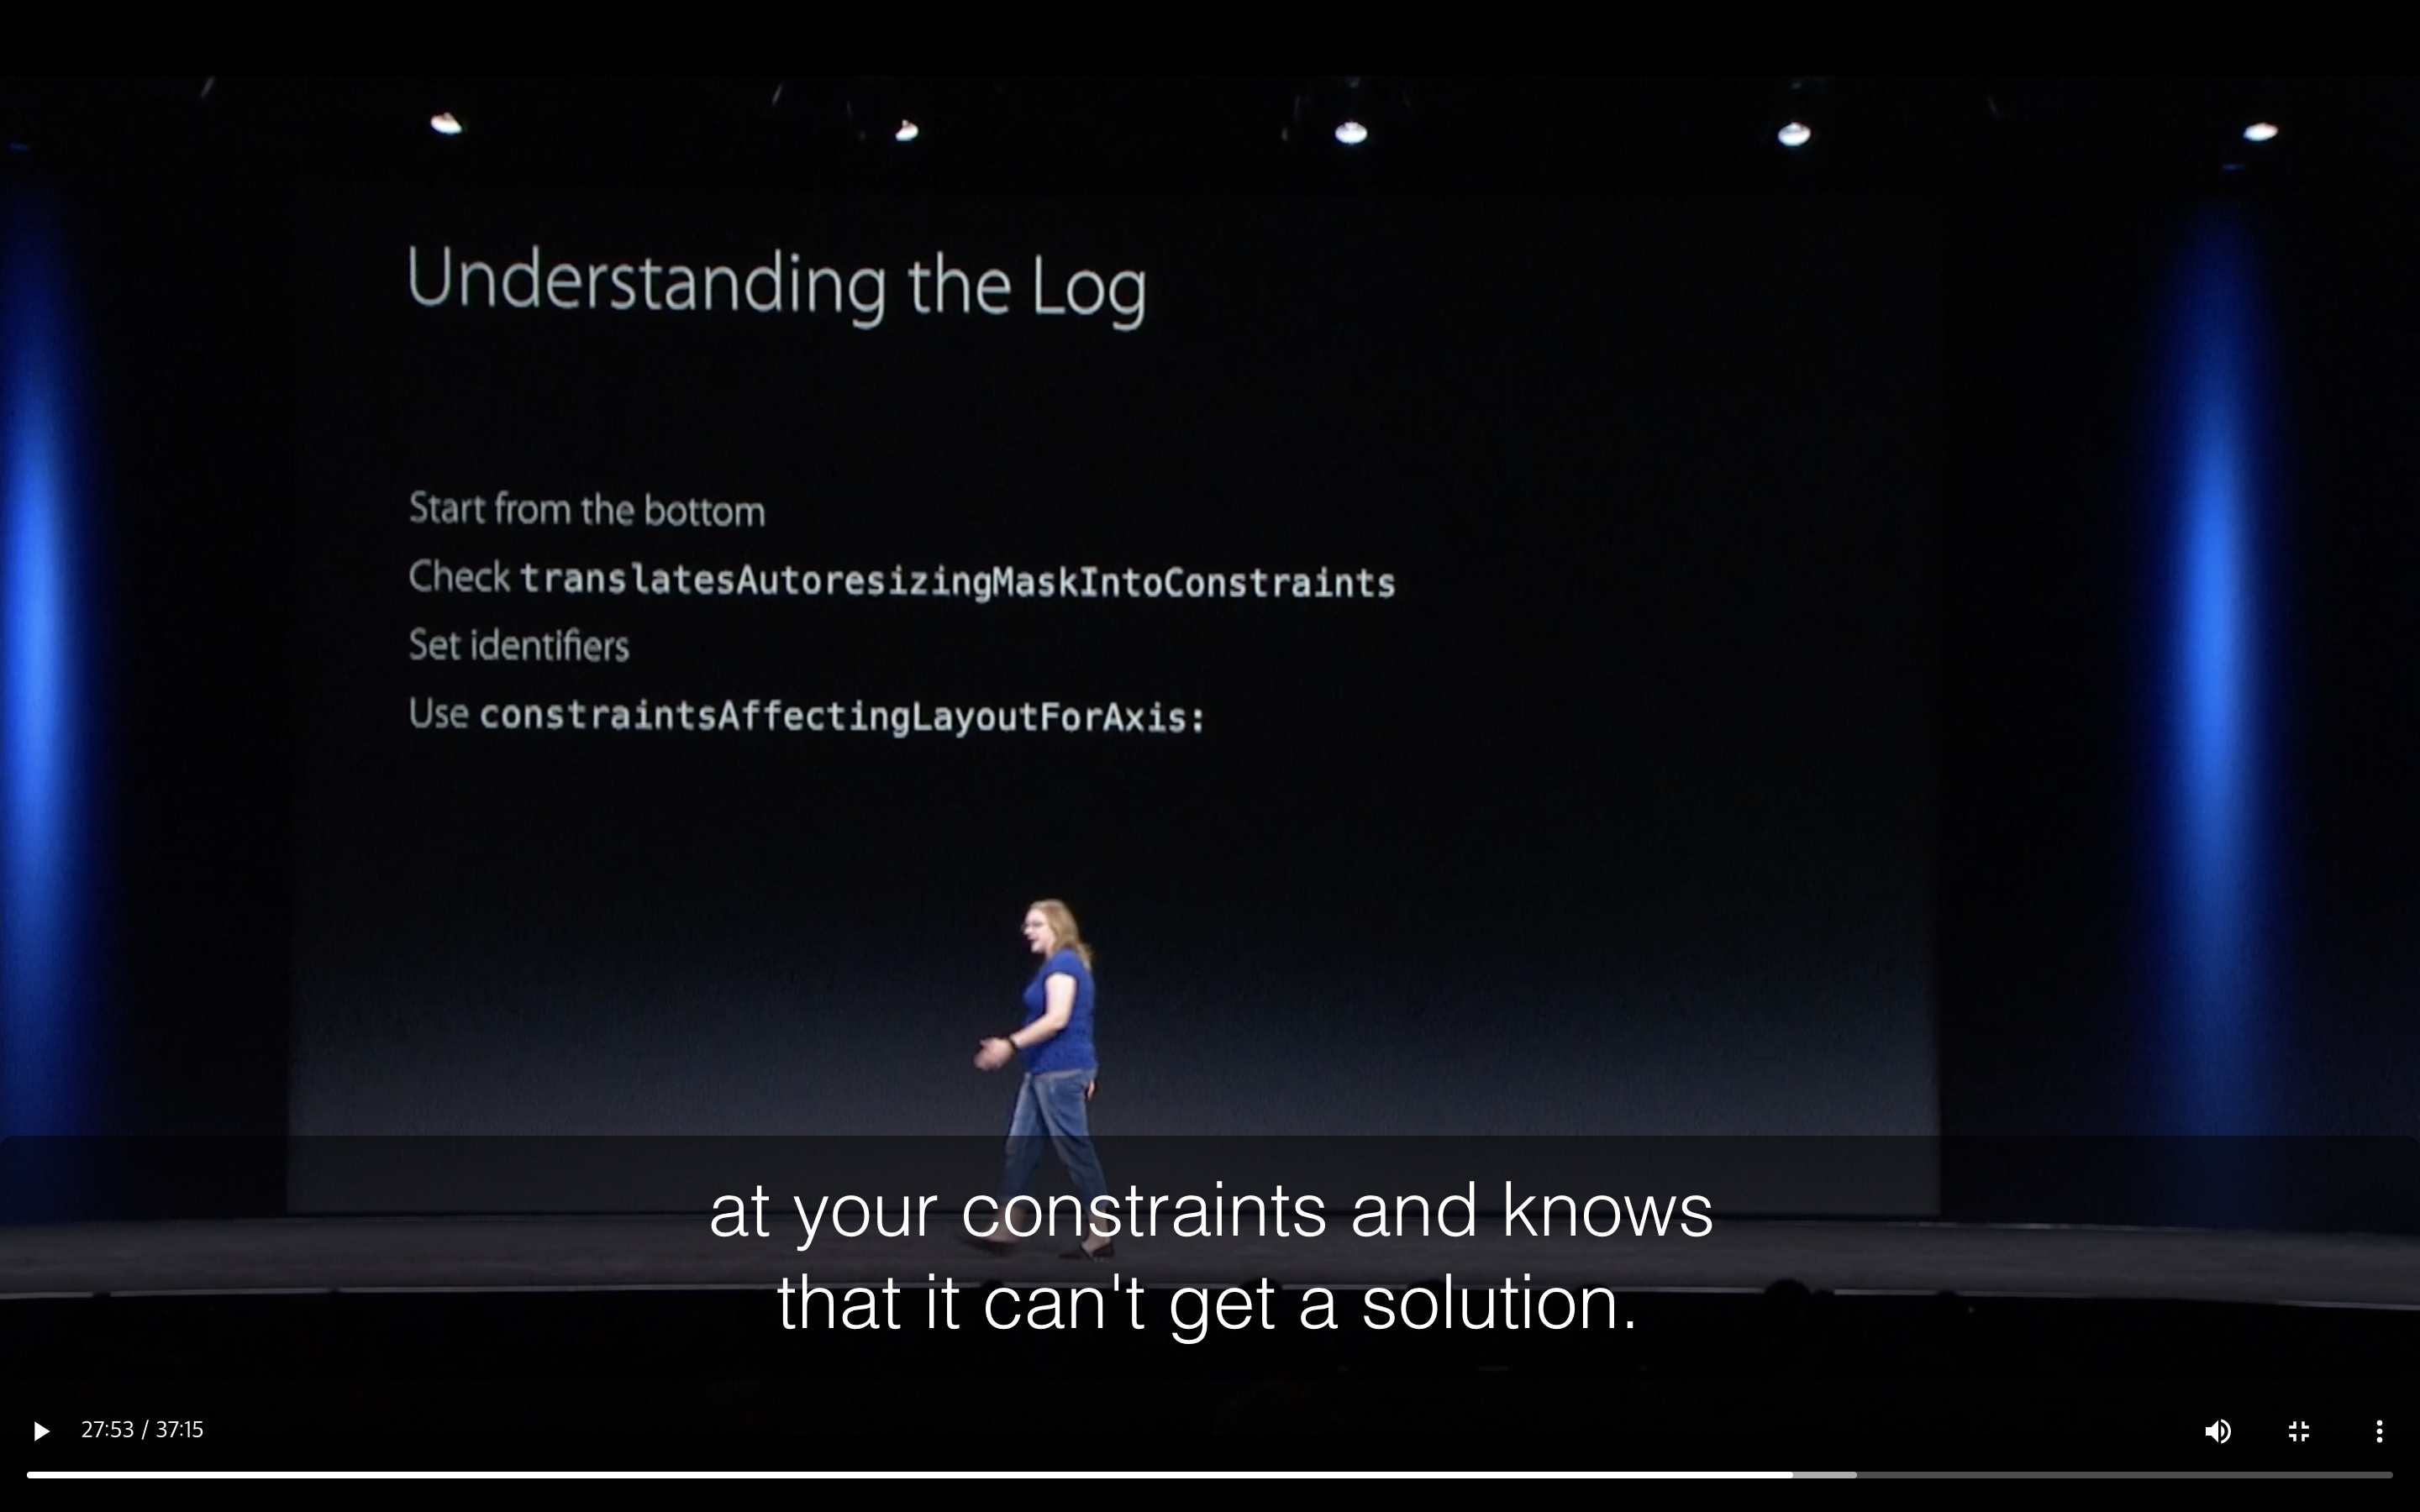 Understanding the Log
Start from the bottom
Check translatesAutoresizingMaskIntoConstraints
Set identifiers
Use constraintsAffectingLayoutForAxis:
at your constraints and knows
that it can't get a solution.
27:53 / 37:15